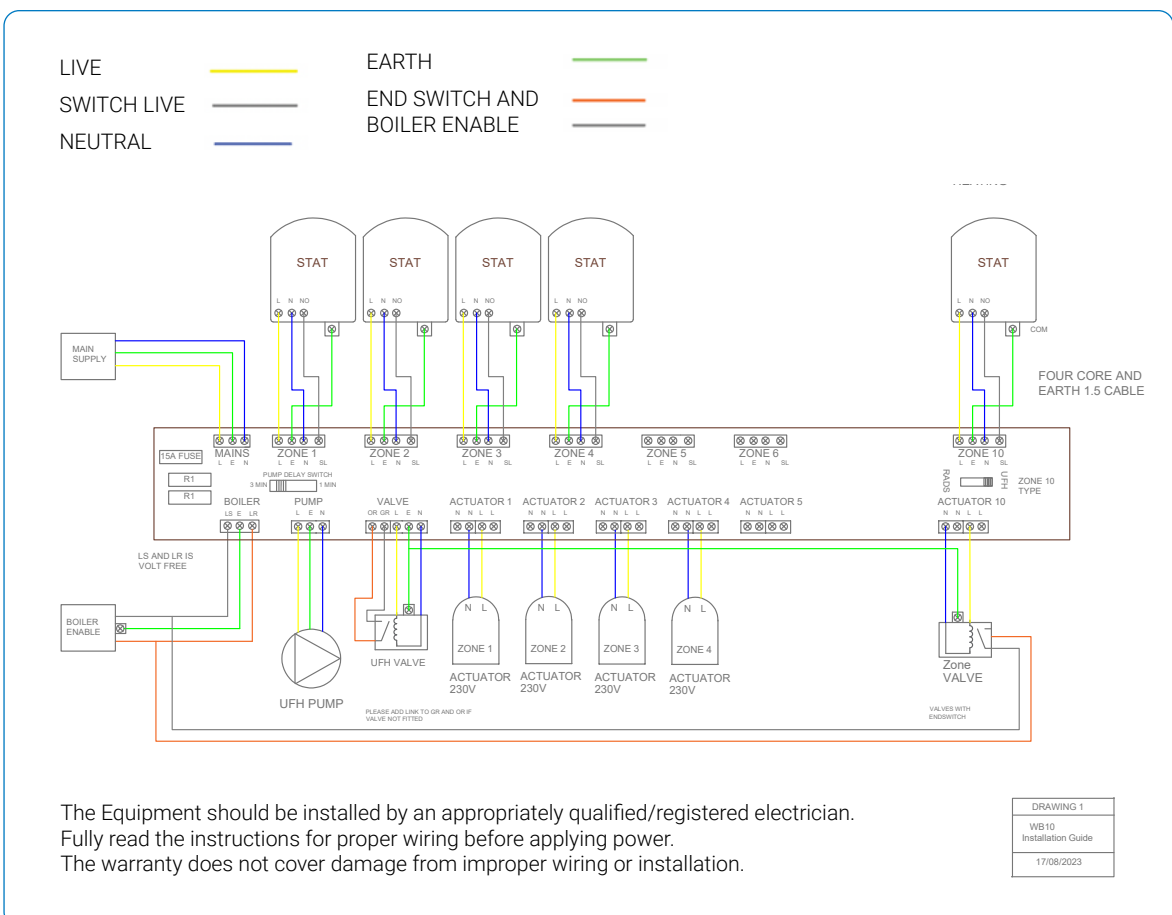 LIVE
SWITCH LIVE
NEUTRAL
EARTH
END SWITCH AND
BOILER ENABLE
STAT STAT STAT STAT STAT
L N NO L N NO L N NO L N NO L N NO
COM
MAIN
SUPPLY
FOUR CORE AND
EARTH 1.5 CABLE
MAINS ZONE 1 ZONE 2 ZONE 3 ZONE 4 ZONE 5 ZONE 6 ZONE 10
L E N L E N SL L E N SL L E N SL L E N SL L E N SL L E N SL L E N SL
15A FUSE
R1
R1
PUMP DELAY SWITCH
3 MIN 1 MIN
RADS UFH
ZONE 10
TYPE
BOILER PUMP VALVE ACTUATOR 1 ACTUATOR 2 ACTUATOR 3 ACTUATOR 4 ACTUATOR 5 ACTUATOR 10
LS E LR L E N OR GR L E N N N L L N N L L N N L L N N L L N N L L N N L L
LS AND LR IS
VOLT FREE
BOILER
ENABLE
UFH PUMP
UFH VALVE
PLEASE ADD LINK TO GR AND OR IF
VALVE NOT FITTED
N L N L N L N L
ZONE 1 ZONE 2 ZONE 3 ZONE 4
ACTUATOR ACTUATOR ACTUATOR ACTUATOR
230V 230V 230V 230V
Zone
VALVE
VALVES WITH
ENDSWITCH
The Equipment should be installed by an appropriately qualified/registered electrician.
Fully read the instructions for proper wiring before applying power.
The warranty does not cover damage from improper wiring or installation.
DRAWING 1
WB10
Installation Guide
17/08/2023